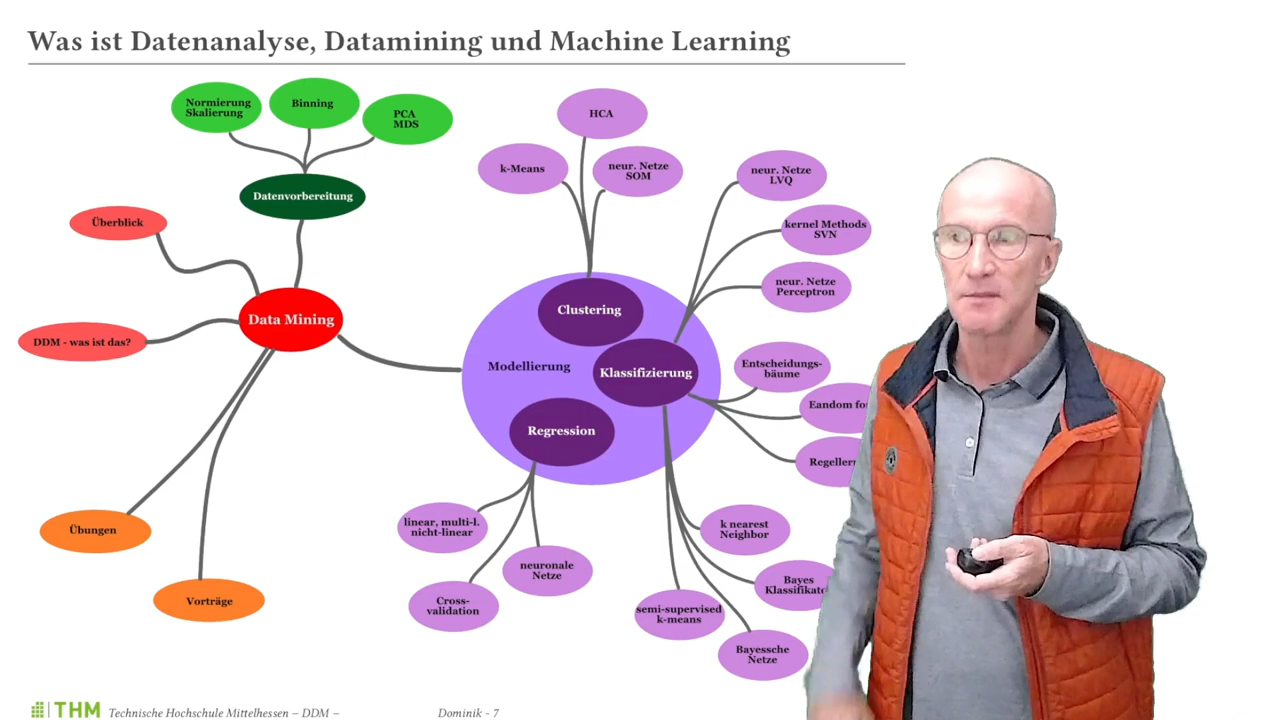 Was ist Datenanalyse, Datamining und Machine Learning
Normierung
Skalierung
Binning
PCA
MDS
Datenvorbereitung
Überblick
Data Mining
DDM - was ist das?
Übungen
Vorträge
HCA
k-Means
neur. Netze
SOM
neur. Netze
LVQ
kernel Methods
SVN
neur. Netze
Perceptron
Clustering
Modellierung
Klassifizierung
Regression
Entscheidungs-
bäume
Eandom
linear, multi-l.
nicht-linear
neuronale
Netze
Cross-
validation
k nearest
Neighbor
Bayes
semi-supervised
k-means
Bayessche
Netze
THM Technische Hochschule Mittelhessen – DDM –
Dominik - 7